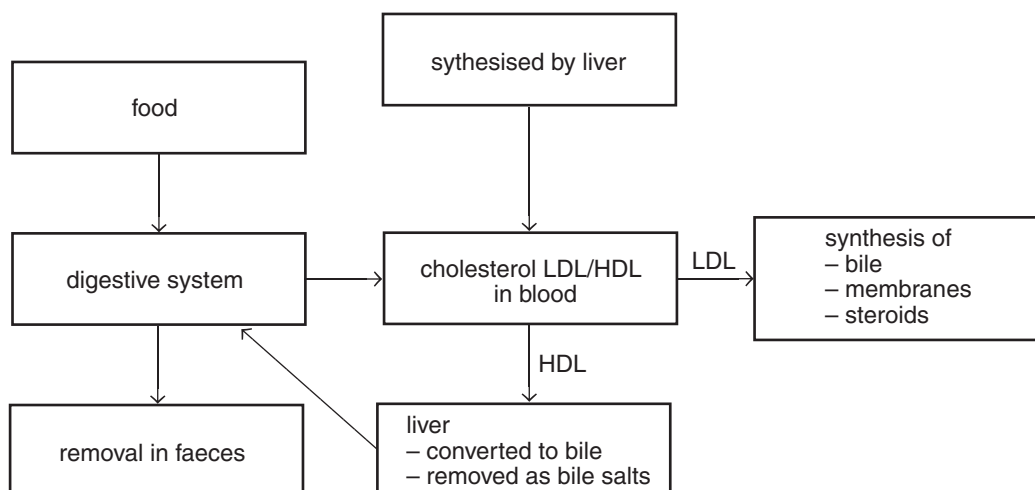 sythesised by liver
food
digestive system
cholesterol LDL/HDL
in blood
LDL
synthesis of
– bile
– membranes
– steroids
HDL
removal in faeces
liver
– converted to bile
– removed as bile salts